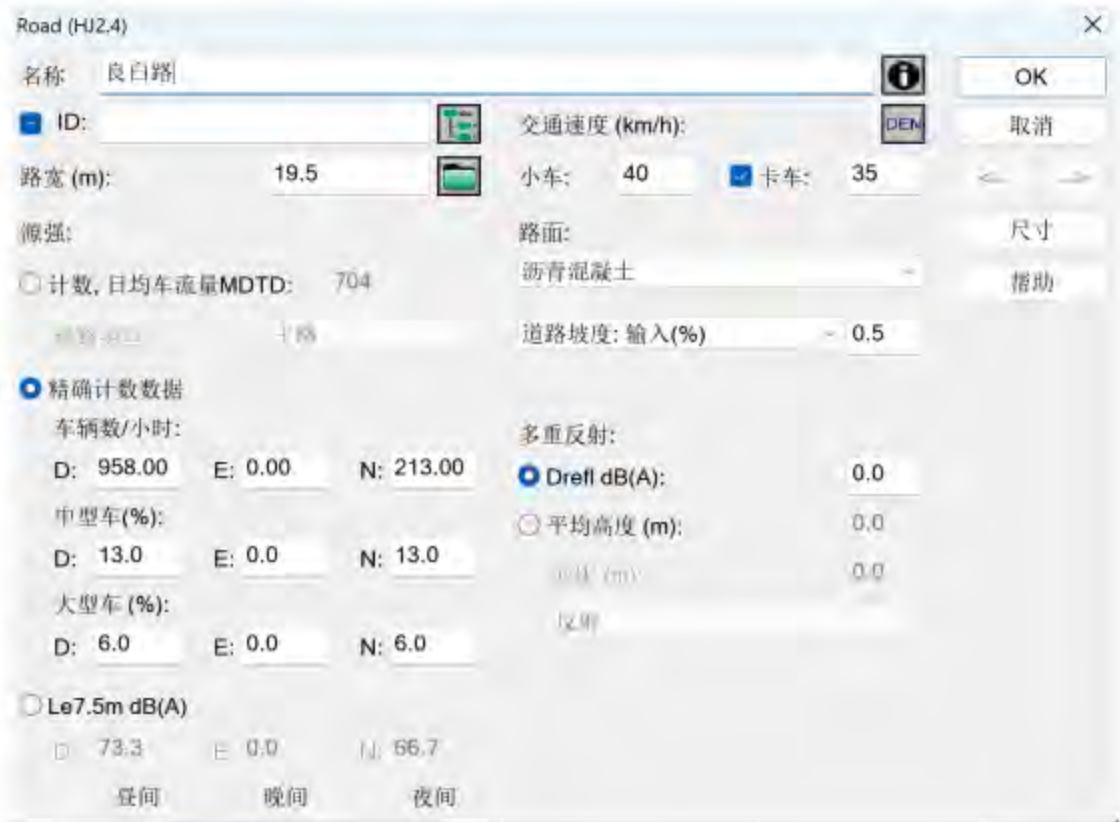 Road (HJ2.4)
名称 良白路 OK
ID: 交通速度 (km/h): DEN 取消
路宽 (m): 19.5 小车: 40 卡车: 35
源强: 路面: 尺寸
计数, 日均车流量MDTD: 704 沥青混凝土 帮助
道路坡度: 输入(%) 0.5
精确计数数据
车辆数/小时: 多重反射:
D: 958.00 E: 0.00 N: 213.00 Drefl dB(A): 0.0
中型车(%): 平均高度 (m): 0.0
D: 13.0 E: 0.0 N: 13.0 (m) 0.0
大型车 (%): 反射
D: 6.0 E: 0.0 N: 6.0
Le7.5m dB(A)
D: 73.3 E: 0.0 N: 66.7
昼间 晚间 夜间